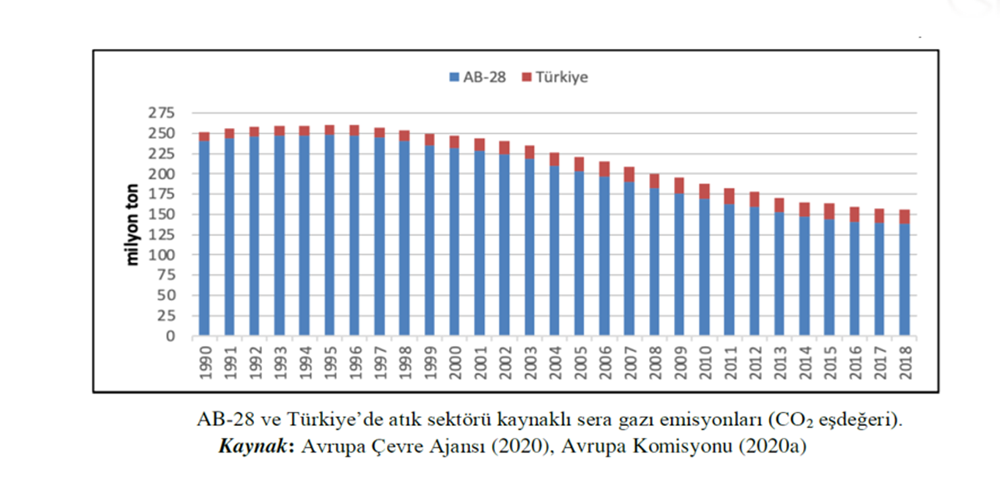 AB-28 Türkiye
275
250
225
200
175
150
125
100
75
50
25
0
milyon ton
1990 1991 1992 1993 1994 1995 1996 1997 1998 1999 2000 2001 2002 2003 2004 2005 2006 2007 2008 2009 2010 2011 2012 2013 2014 2015 2016 2017 2018
AB-28 ve Türkiye’de atık sektörü kaynaklı sera gazı emisyonları (CO₂ eşdeğeri).
Kaynak: Avrupa Çevre Ajansı (2020), Avrupa Komisyonu (2020a)